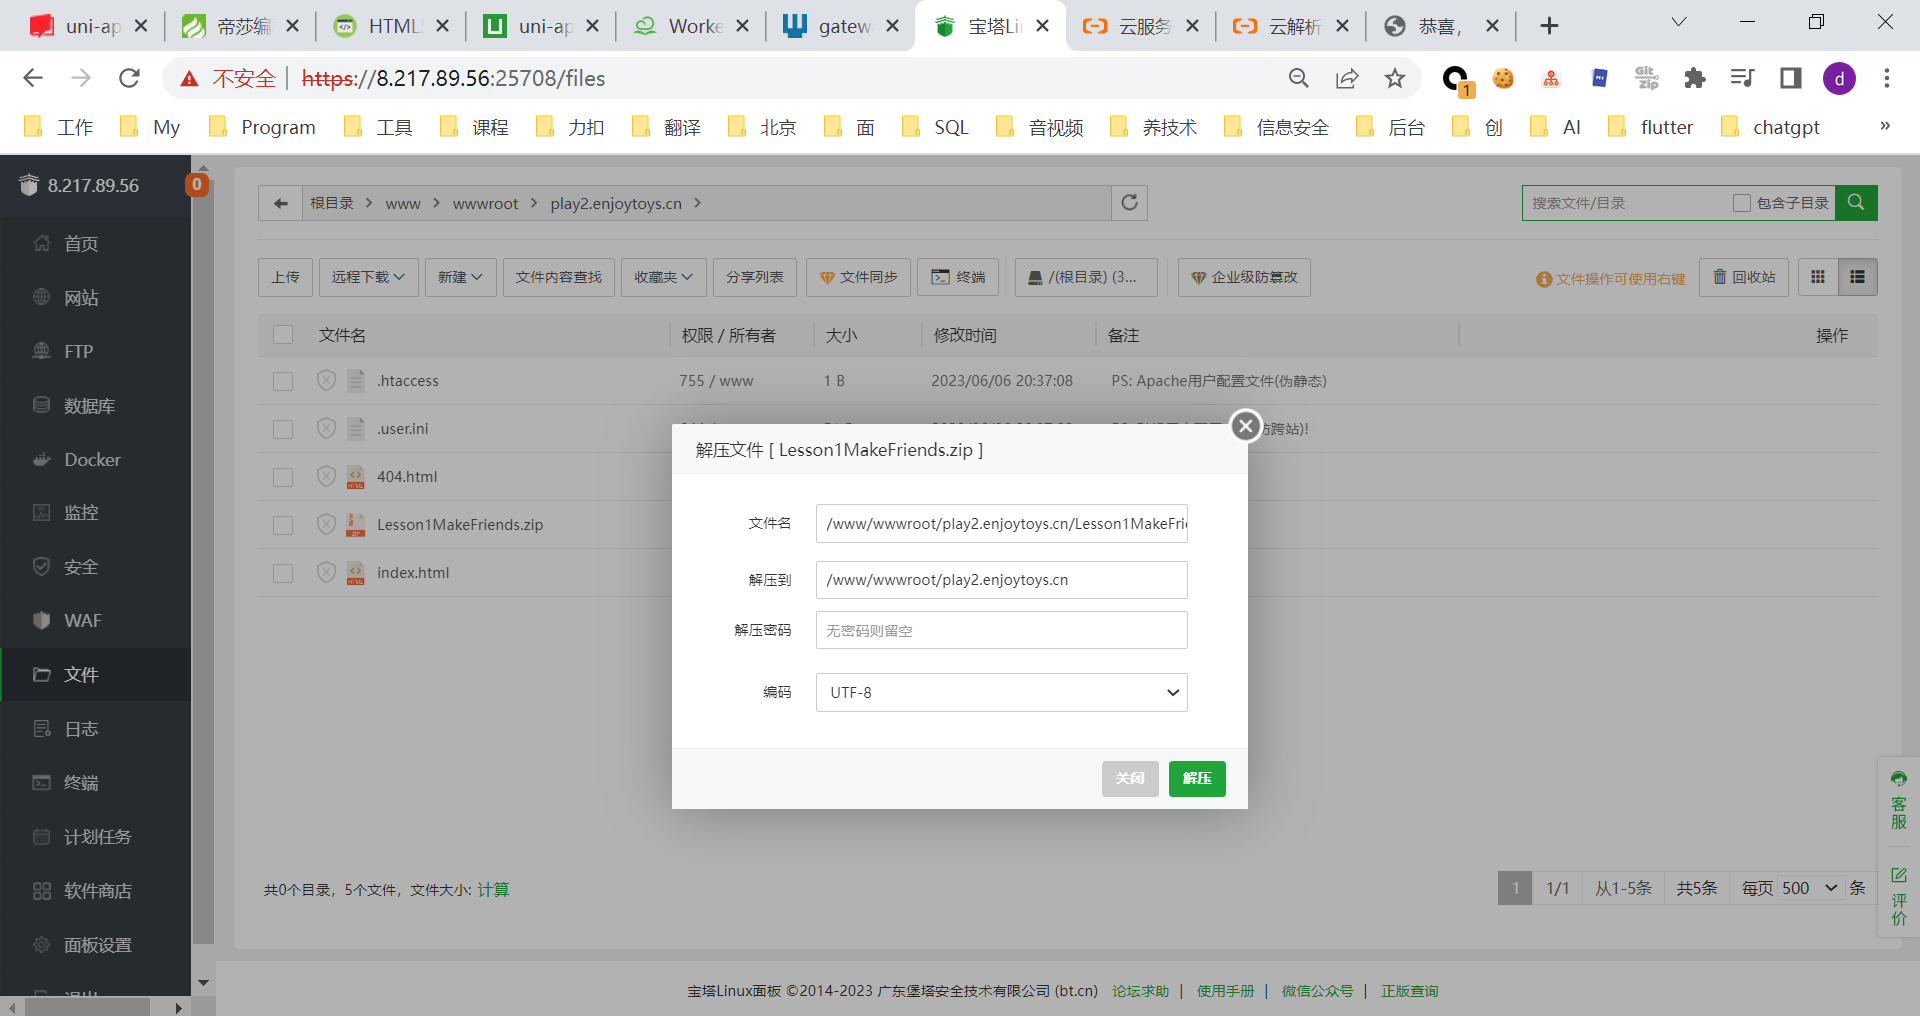 uni-ap
帝莎编
HTML
uni-ap
Worke
gatew
宝塔Lin
云服务
云解析
恭喜，
不安全
https://8.217.89.56:25708/files
1
Git Zip
d
工作
My
Program
工具
课程
力扣
翻译
北京
面
SQL
音视频
养技术
信息安全
后台
创
AI
flutter
chatgpt
»
8.217.89.56
0
首页
网站
FTP
数据库
Docker
监控
安全
WAF
文件
日志
终端
计划任务
软件商店
面板设置
根目录 > www > wwwroot > play2.enjoytoys.cn >
搜索文件/目录
包含子目录
上传
远程下载
新建
文件内容查找
收藏夹
分享列表
文件同步
终端
/(根目录) (3...
企业级防篡改
文件操作可使用右键
回收站
文件名
权限 / 所有者
大小
修改时间
备注
操作
.htaccess
755 / www
1 B
2023/06/06 20:37:08
PS: Apache用户配置文件(伪静态)
.user.ini
防跨站)!
404.html
Lesson1MakeFriends.zip
index.html
解压文件 [ Lesson1MakeFriends.zip ]
文件名
/www/wwwroot/play2.enjoytoys.cn/Lesson1MakeFrie
解压到
/www/wwwroot/play2.enjoytoys.cn
解压密码
无密码则留空
编码
UTF-8
关闭
解压
共0个目录，5个文件，文件大小: 计算
1
1/1
从1-5条
共5条
每页 500 条
客服
评价
宝塔Linux面板 ©2014-2023 广东堡塔安全技术有限公司 (bt.cn)
论坛求助 | 使用手册 | 微信公众号 | 正版查询